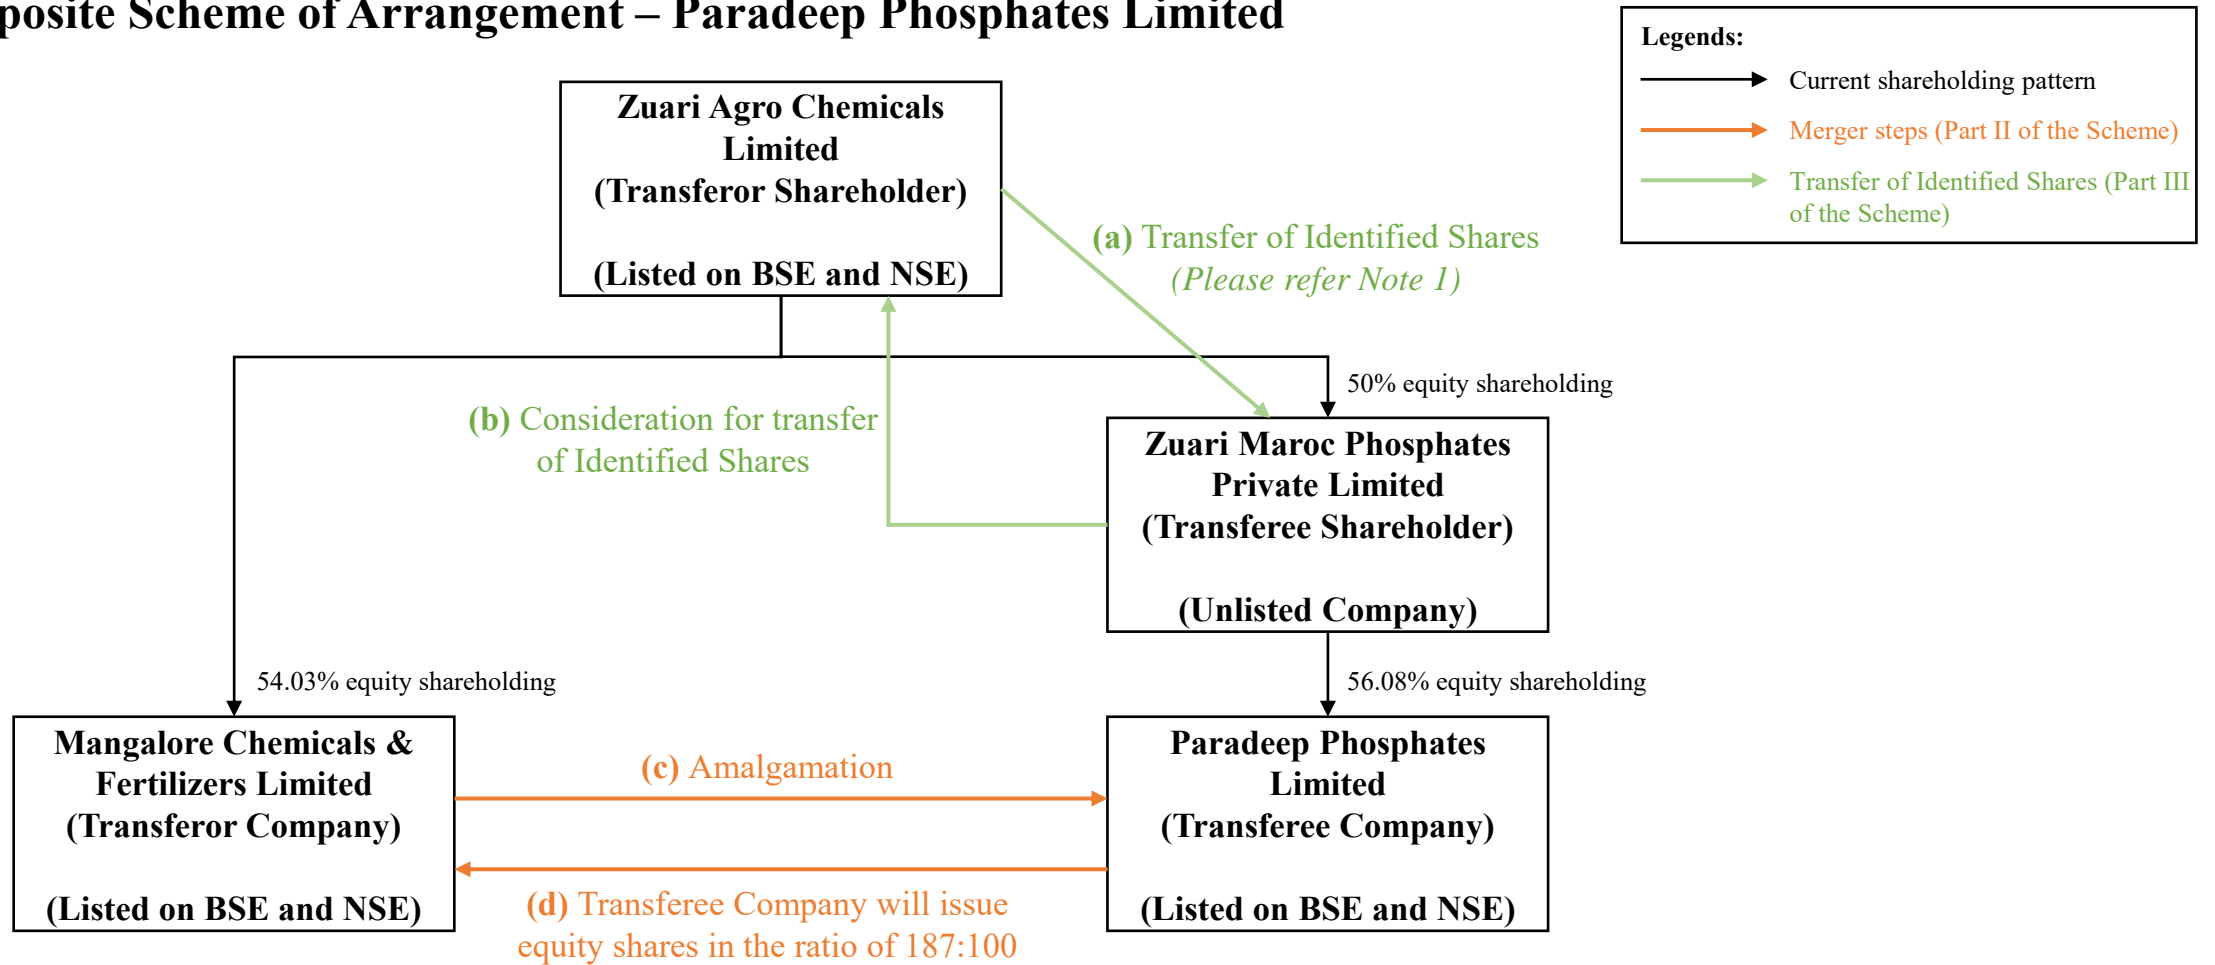 posite Scheme of Arrangement – Paradeep Phosphates Limited
Legends:
Current shareholding pattern
Merger steps (Part II of the Scheme)
Transfer of Identified Shares (Part III
of the Scheme)
Zuari Agro Chemicals
Limited
(Transferor Shareholder)
(Listed on BSE and NSE)
(a) Transfer of Identified Shares
(Please refer Note 1)
50% equity shareholding
(b) Consideration for transfer
of Identified Shares
Zuari Maroc Phosphates
Private Limited
(Transferee Shareholder)
(Unlisted Company)
54.03% equity shareholding
56.08% equity shareholding
Mangalore Chemicals &
Fertilizers Limited
(Transferor Company)
(Listed on BSE and NSE)
(c) Amalgamation
(d) Transferee Company will issue
equity shares in the ratio of 187:100
Paradeep Phosphates
Limited
(Transferee Company)
(Listed on BSE and NSE)